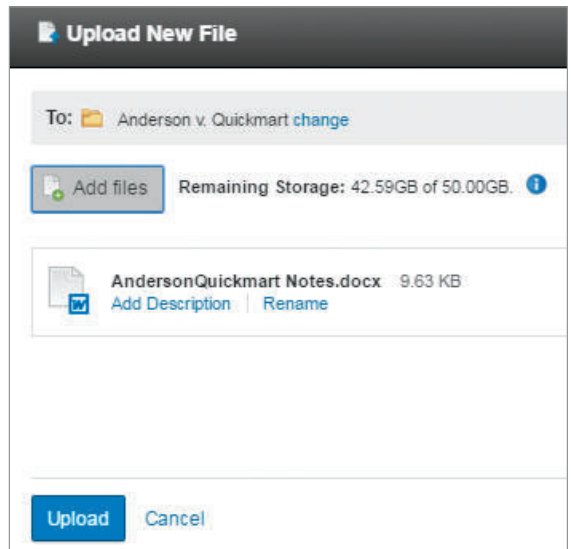 Upload New File
To: Anderson v. Quickmart change
Add files Remaining Storage: 42.59GB of 50.00GB. i
AndersonQuickmart Notes.docx 9.63 KB
W
Add Description Rename
Upload Cancel